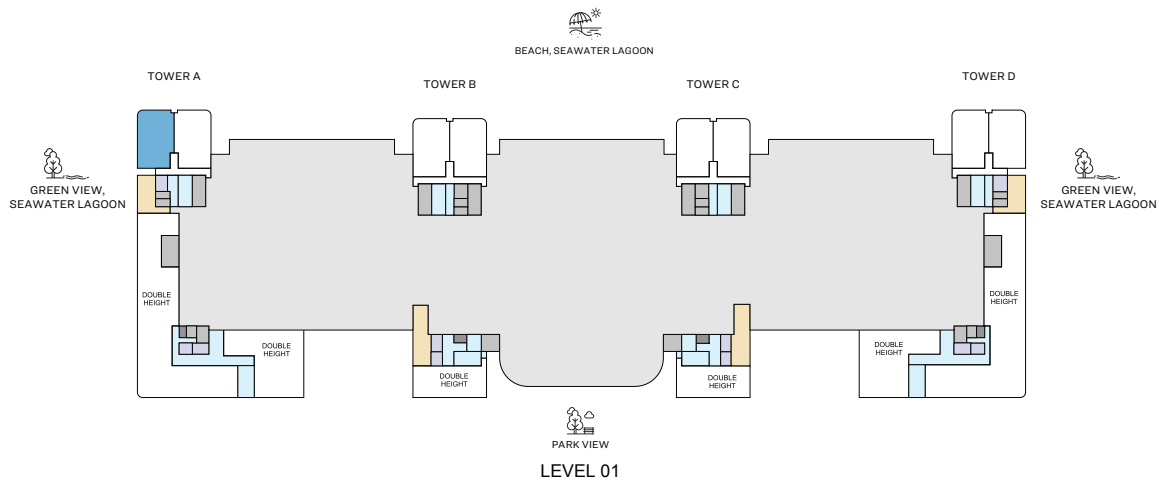 BEACH, SEAWATER LAGOON
TOWER A
TOWER B
TOWER C
TOWER D
GREEN VIEW,
SEAWATER LAGOON
GREEN VIEW,
SEAWATER LAGOON
DOUBLE
HEIGHT
DOUBLE
HEIGHT
DOUBLE
HEIGHT
DOUBLE
HEIGHT
DOUBLE
HEIGHT
DOUBLE
HEIGHT
PARK VIEW
LEVEL 01